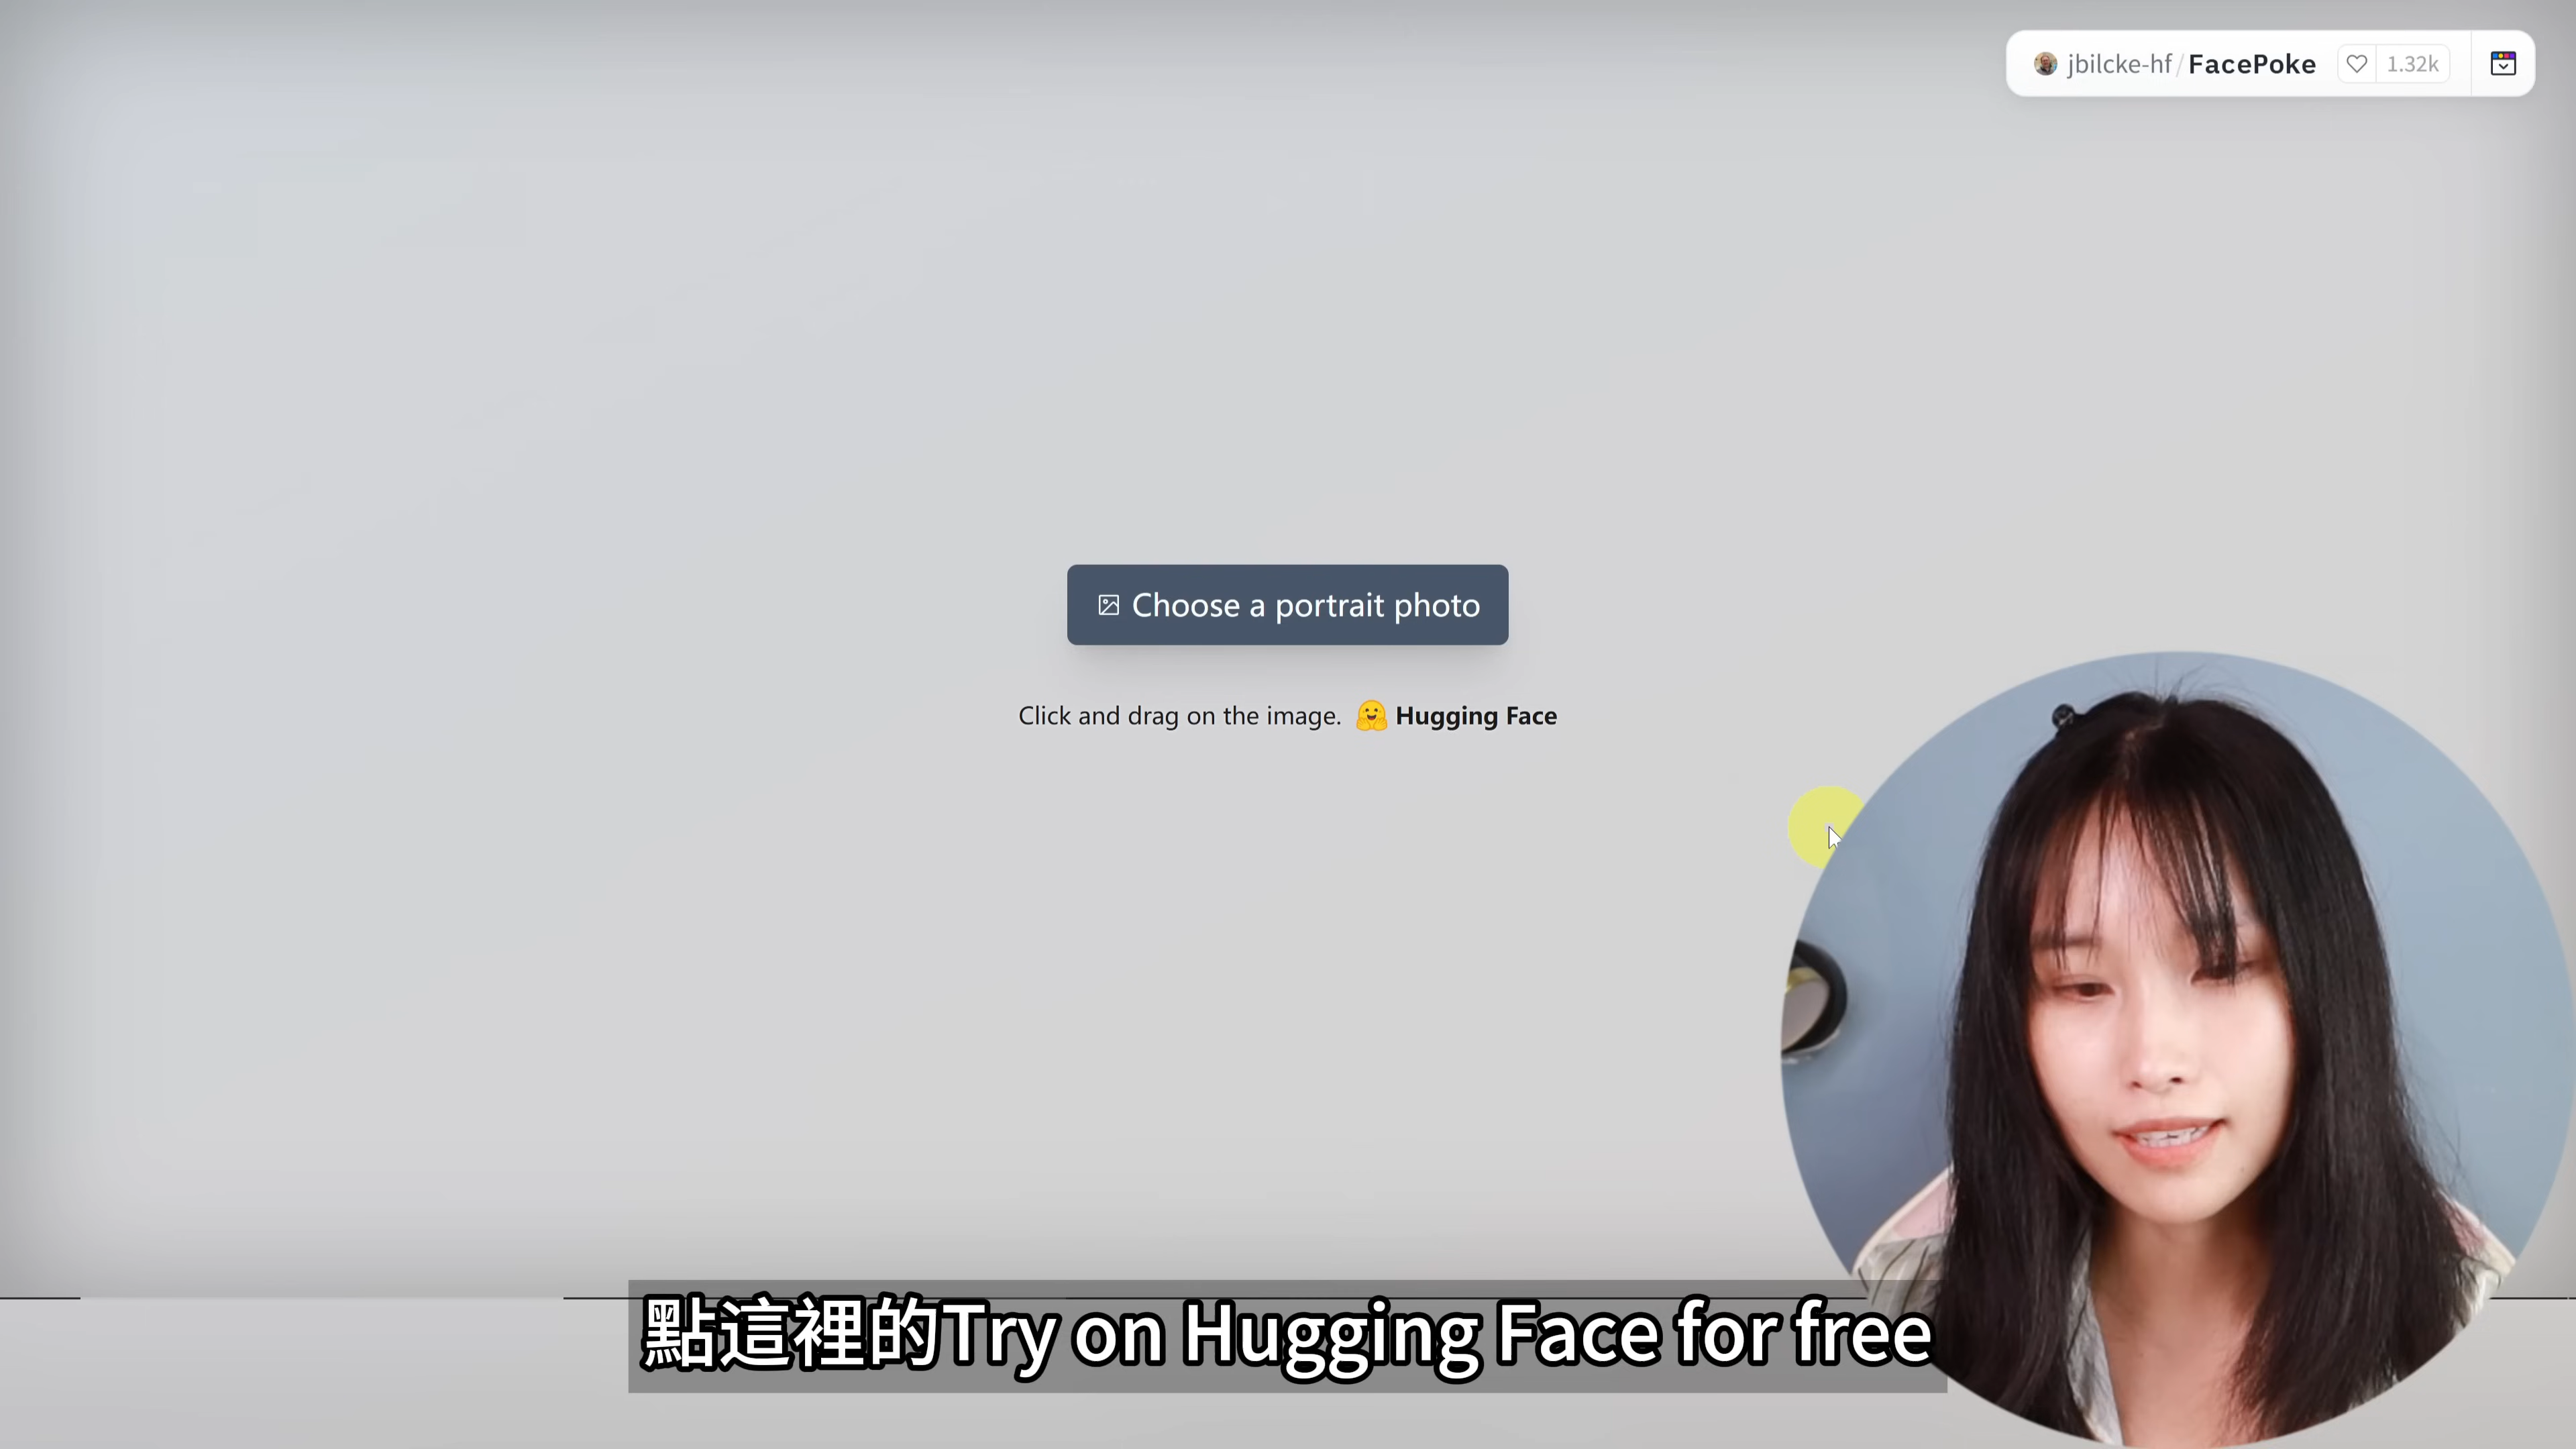 jbilcke-hf/FacePoke 1.32k
Choose a portrait photo
Click and drag on the image. 🤗 Hugging Face
點這裡的Try on Hugging Face for free